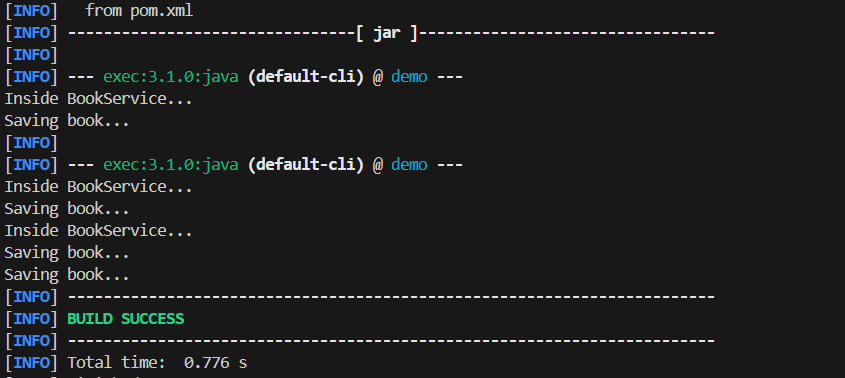 [INFO]   from pom.xml
[INFO] --------------------------------[ jar ]---------------------------------
[INFO]
[INFO] --- exec:3.1.0:java (default-cli) @ demo ---
Inside BookService...
Saving book...
[INFO]
[INFO] --- exec:3.1.0:java (default-cli) @ demo ---
Inside BookService...
Saving book...
Inside BookService...
Saving book...
Saving book...
[INFO] ------------------------------------------------------------------------
[INFO] BUILD SUCCESS
[INFO] ------------------------------------------------------------------------
[INFO] Total time:  0.776 s